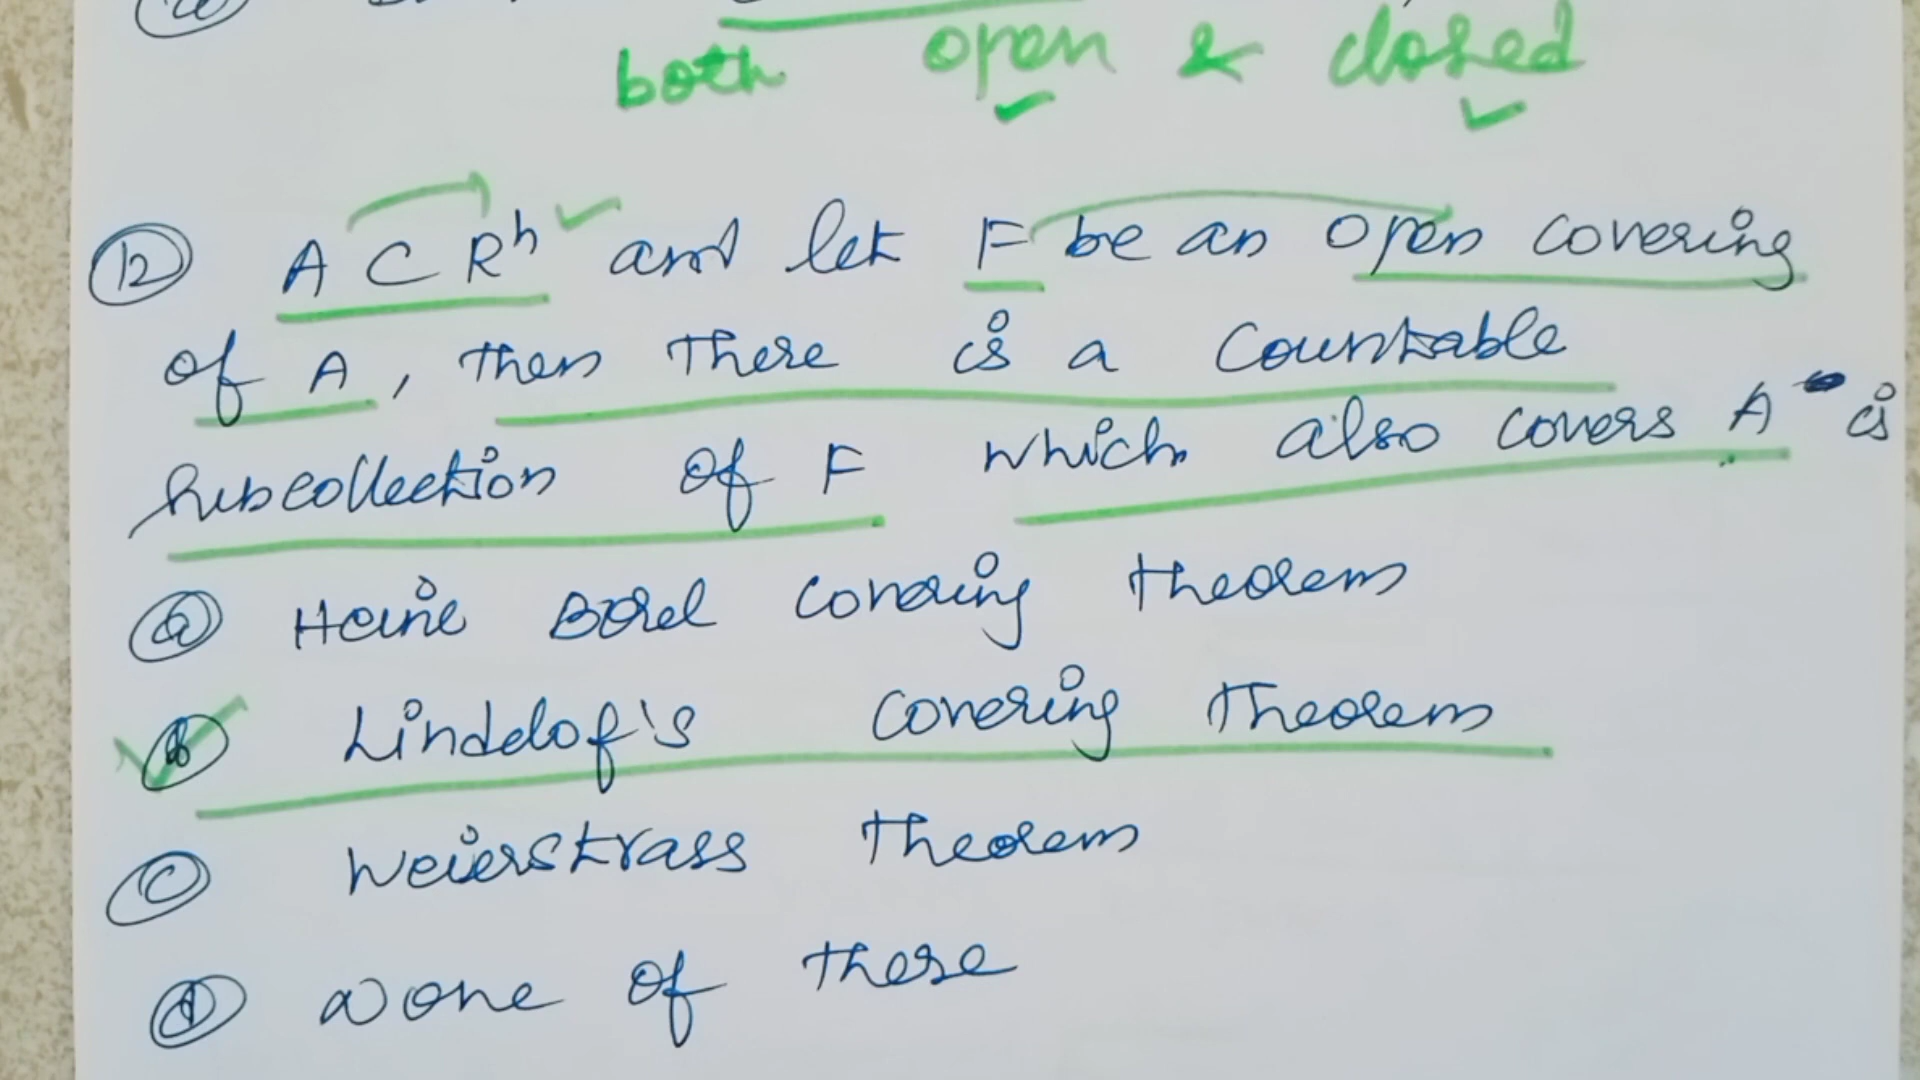 both open & closed
12 A ⊂ Rⁿ and let F be an open covering
of A, then there is a countable
subcollection of F which also covers A is
a Heine Borel covering theorem
b Lindelof's covering theorem
c Weierstrass theorem
d None of these